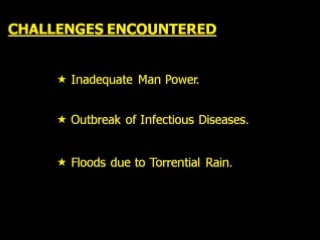 CHALLENGES ENCOUNTERED
★ Inadequate Man Power.
★ Outbreak of Infectious Diseases.
★ Floods due to Torrential Rain.